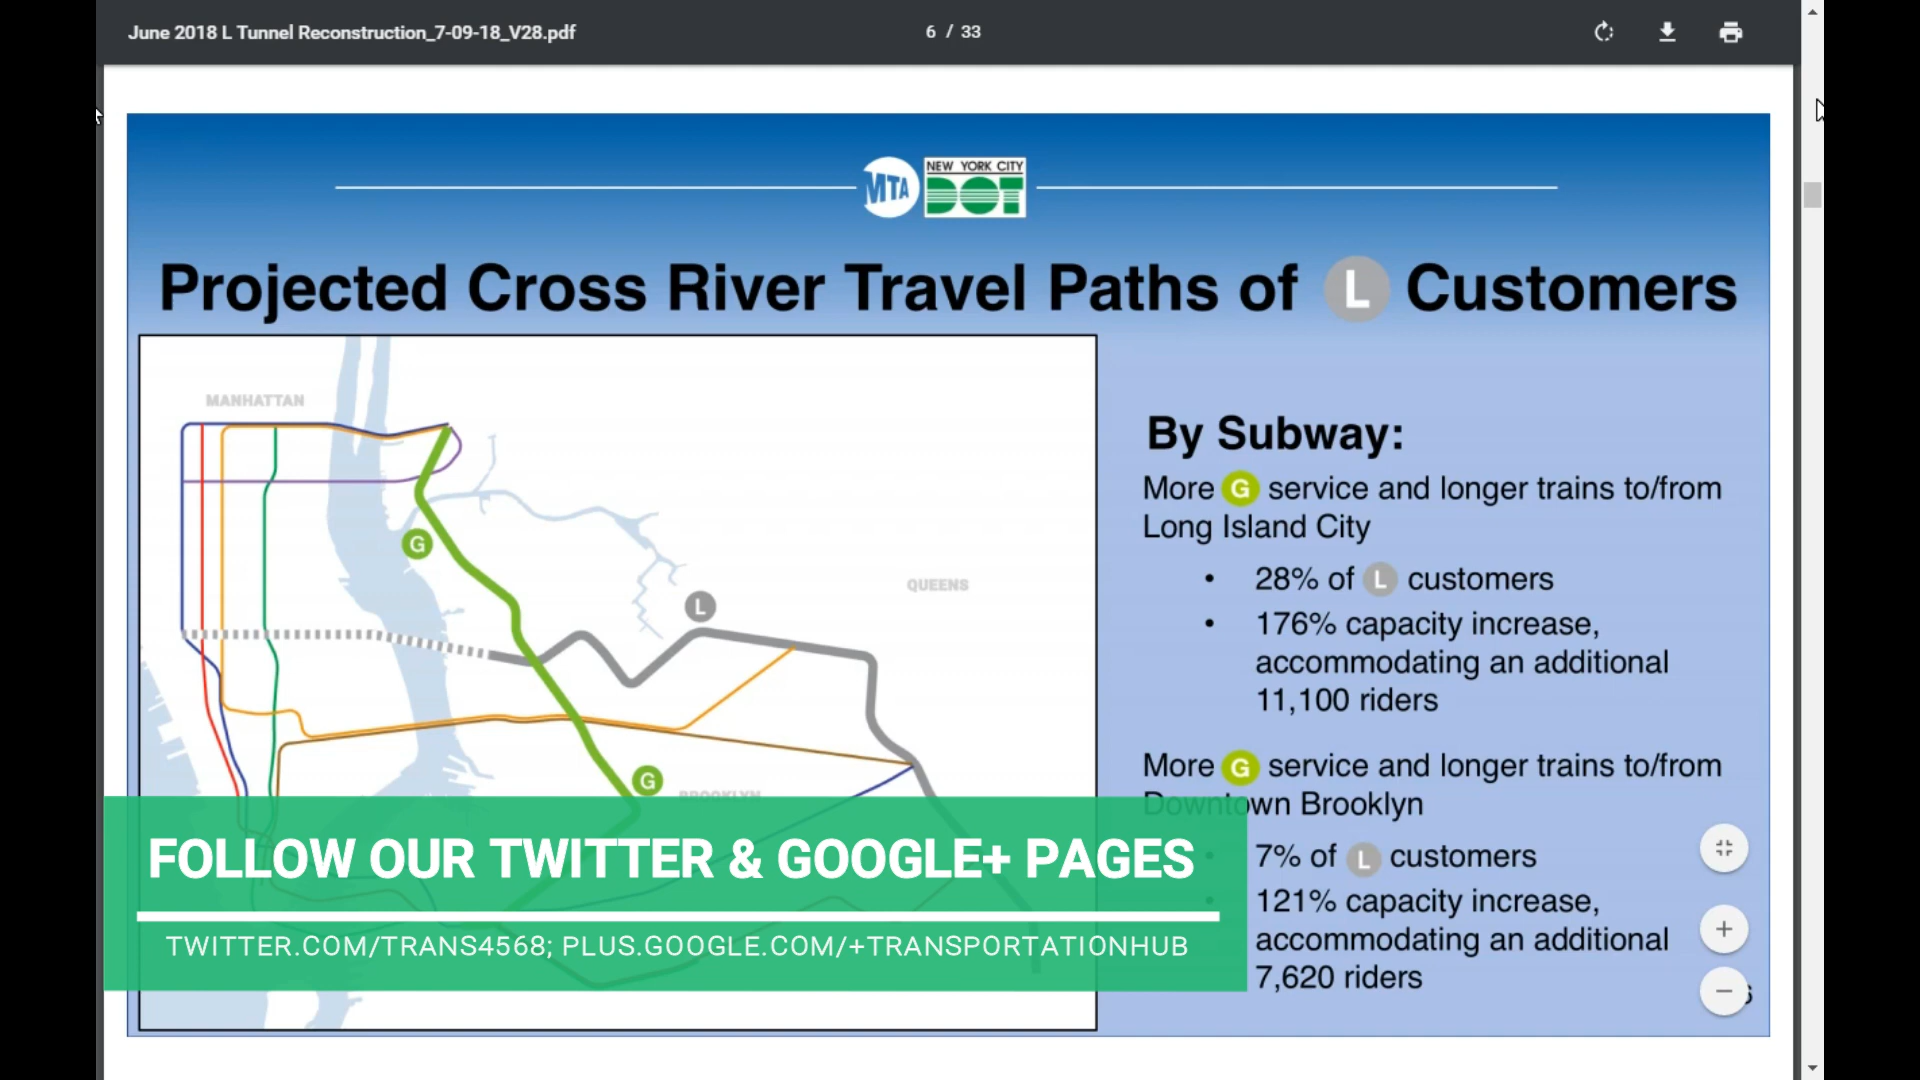 June 2018 L Tunnel Reconstruction_7-09-18_V28.pdf
6 / 33
MTA
NEW YORK CITY
DOT
Projected Cross River Travel Paths of L Customers
MANHATTAN
G
L
QUEENS
G
BROOKLYN
By Subway:
More G service and longer trains to/from
Long Island City
• 28% of L customers
• 176% capacity increase,
accommodating an additional
11,100 riders
More G service and longer trains to/from
Downtown Brooklyn
• 7% of L customers
• 121% capacity increase,
accommodating an additional
7,620 riders
6
FOLLOW OUR TWITTER & GOOGLE+ PAGES
TWITTER.COM/TRANS4568; PLUS.GOOGLE.COM/+TRANSPORTATIONHUB